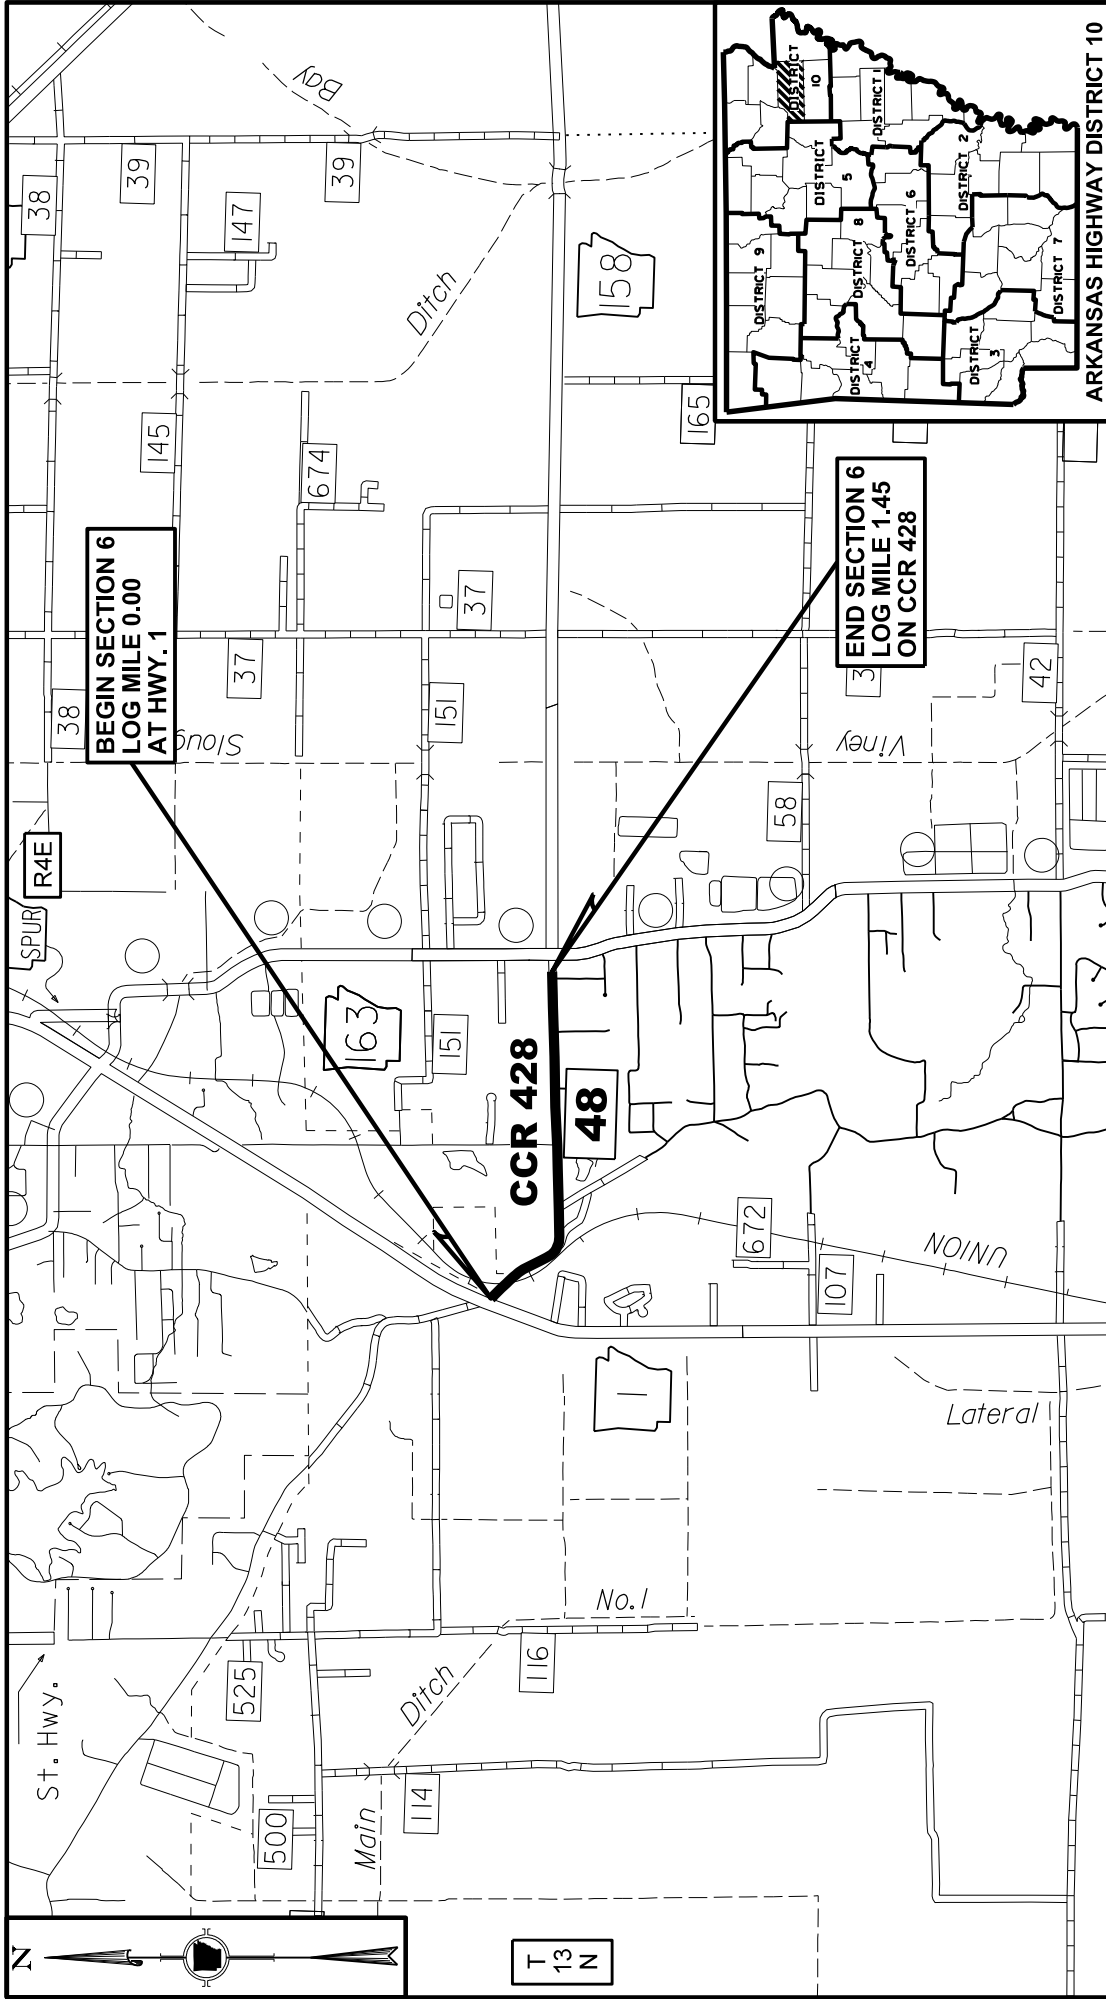 N
T
13
N
St. Hwy.
500
525
Main
114
Ditch
116
No.1
SPUR
R4E
BEGIN SECTION 6
LOG MILE 0.00
AT HWY. 1
163
151
CCR 428
48
1
672
107
UNION
Lateral
END SECTION 6
LOG MILE 1.45
ON CCR 428
38
Sloug
37
151
37
58
Viney
3
42
38
39
39
147
145
674
Bay
Ditch
158
165
DISTRICT 9
DISTRICT
10
DISTRICT
5
DISTRICT 1
DISTRICT 8
DISTRICT
4
DISTRICT 6
DISTRICT 2
DISTRICT
3
DISTRICT 7
ARKANSAS HIGHWAY DISTRICT 10